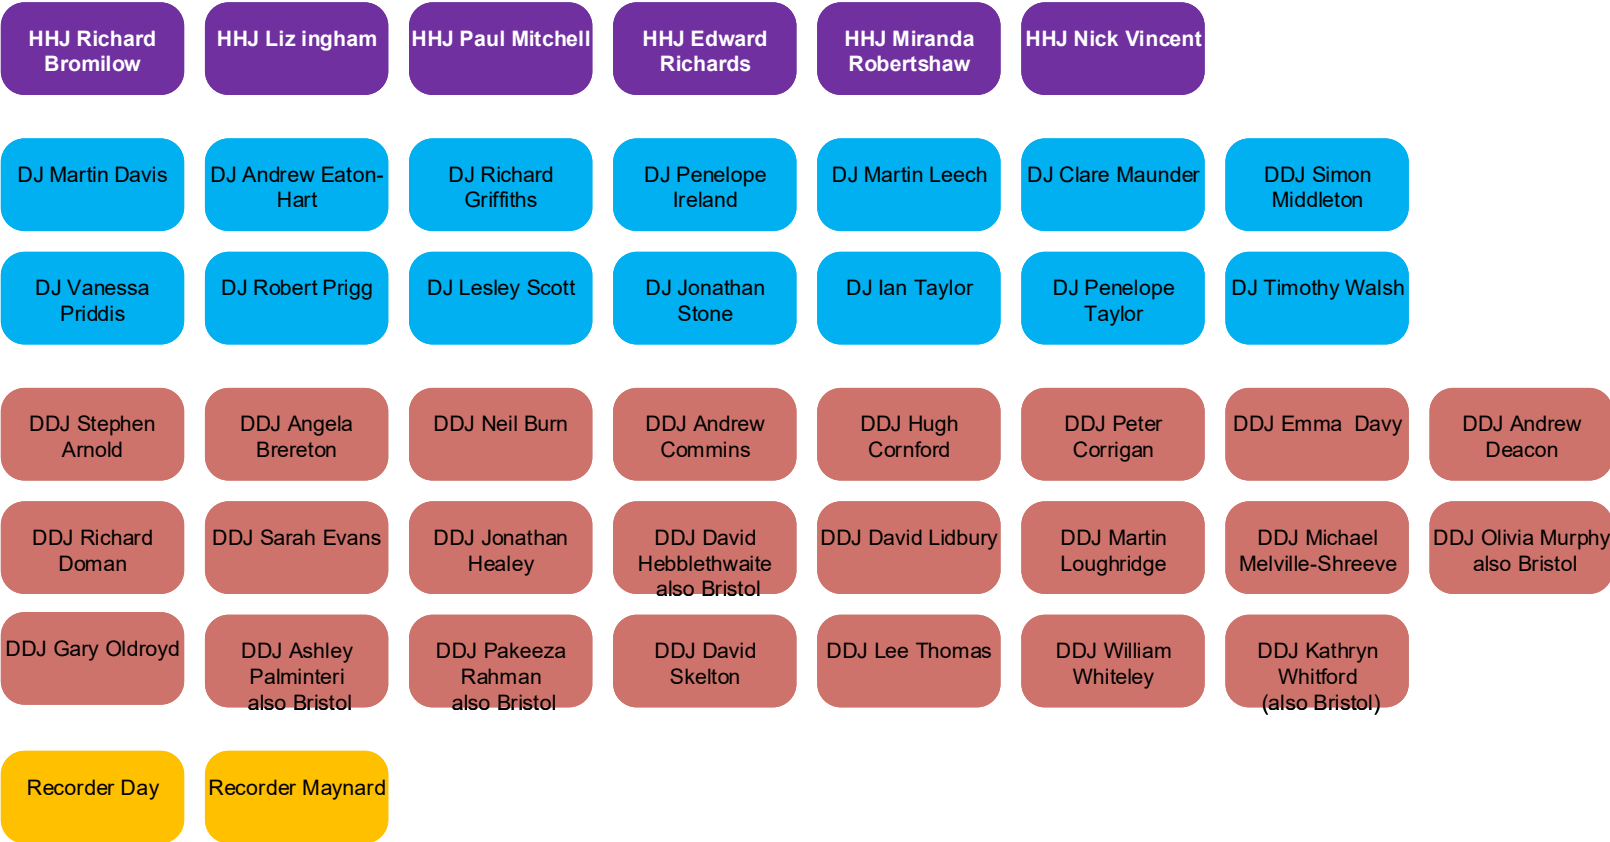 HHJ Richard
Bromilow
HHJ Liz ingham
HHJ Paul Mitchell
HHJ Edward
Richards
HHJ Miranda
Robertshaw
HHJ Nick Vincent
DJ Martin Davis
DJ Andrew Eaton-
Hart
DJ Richard
Griffiths
DJ Penelope
Ireland
DJ Martin Leech
DJ Clare Maunder
DDJ Simon
Middleton
DJ Vanessa
Priddis
DJ Robert Prigg
DJ Lesley Scott
DJ Jonathan
Stone
DJ Ian Taylor
DJ Penelope
Taylor
DJ Timothy Walsh
DDJ Stephen
Arnold
DDJ Angela
Brereton
DDJ Neil Burn
DDJ Andrew
Commins
DDJ Hugh
Cornford
DDJ Peter
Corrigan
DDJ Emma  Davy
DDJ Andrew
Deacon
DDJ Richard
Doman
DDJ Sarah Evans
DDJ Jonathan
Healey
DDJ David
Hebblethwaite
also Bristol
DDJ David Lidbury
DDJ Martin
Loughridge
DDJ Michael
Melville-Shreeve
DDJ Olivia Murphy
also Bristol
DDJ Gary Oldroyd
DDJ Ashley
Palminteri
also Bristol
DDJ Pakeeza
Rahman
also Bristol
DDJ David
Skelton
DDJ Lee Thomas
DDJ William
Whiteley
DDJ Kathryn
Whitford
(also Bristol)
Recorder Day
Recorder Maynard